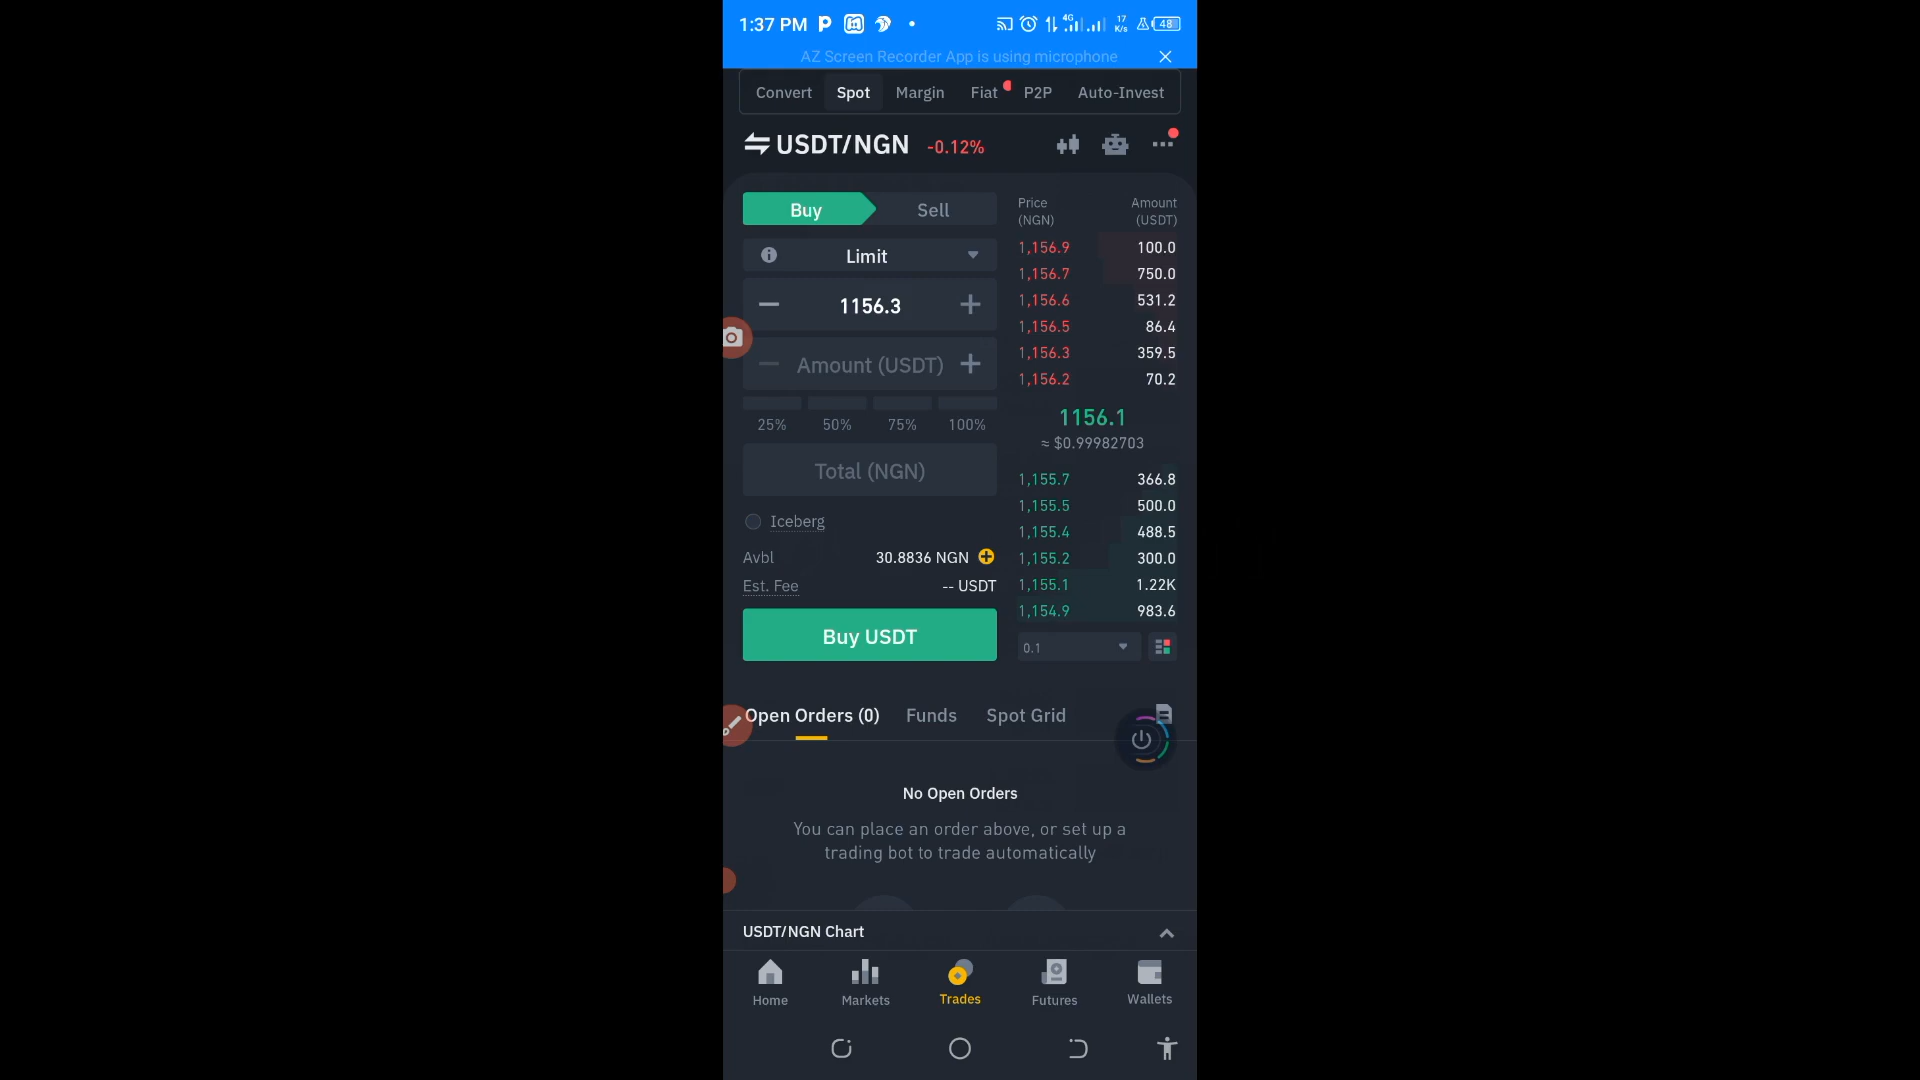 1:37 PM
4G
17
K/s
48
AZ Screen Recorder App is using microphone
Convert Spot Margin Fiat P2P Auto-Invest
USDT/NGN -0.12%
Buy Sell
Limit
1156.3
Amount (USDT)
25% 50% 75% 100%
Total (NGN)
Iceberg
Avbl 30.8836 NGN
Est. Fee -- USDT
Buy USDT
Price Amount
(NGN) (USDT)
1,156.9 100.0
1,156.7 750.0
1,156.6 531.2
1,156.5 86.4
1,156.3 359.5
1,156.2 70.2
1156.1
≈ $0.99982703
1,155.7 366.8
1,155.5 500.0
1,155.4 488.5
1,155.2 300.0
1,155.1 1.22K
1,154.9 983.6
0.1
Open Orders (0) Funds Spot Grid
No Open Orders
You can place an order above, or set up a
trading bot to trade automatically
USDT/NGN Chart
Home Markets Trades Futures Wallets